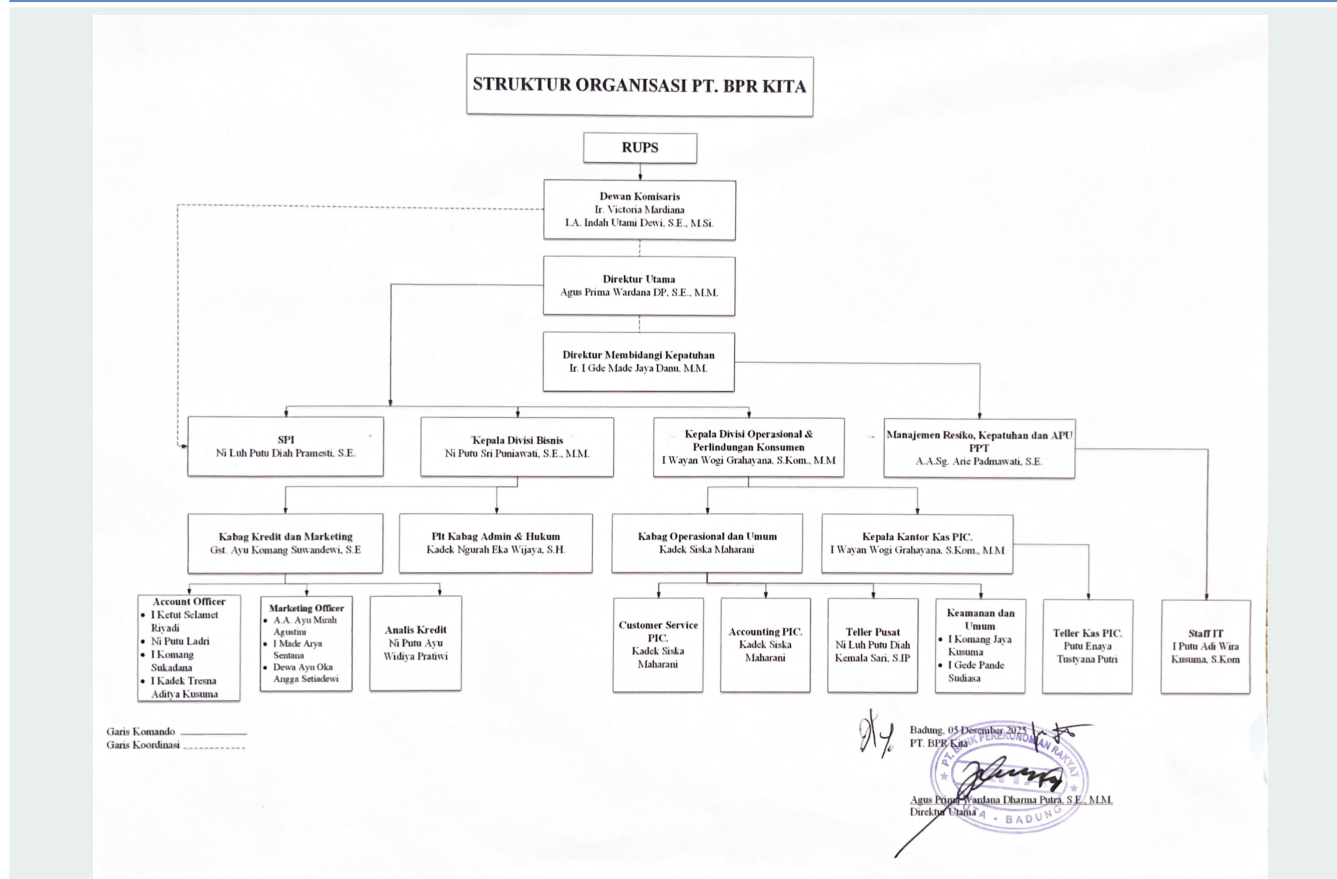 STRUKTUR ORGANISASI PT. BPR KITA
RUPS
Dewan Komisaris
Ir. Victoria Mardiana
I.A. Indah Utami Dewi, S.E., M.Si.
Direktur Utama
Agus Prima Wardana DP, S.E., M.M.
Direktur Membidangi Kepatuhan
Ir. I Gde Made Jaya Danu, M.M.
SPI
Ni Luh Putu Diah Pramesti, S.E.
Kepala Divisi Bisnis
Ni Putu Sri Puniawati, S.E., M.M.
Kepala Divisi Operasional &
Perlindungan Konsumen
I Wayan Wogi Grahayana, S.Kom., M.M
Manajemen Resiko, Kepatuhan dan APU
PPT
A.A.Sg. Arie Padmawati, S.E.
Kabag Kredit dan Marketing
Gst. Ayu Komang Suwandewi, S.E
Plt Kabag Admin & Hukum
Kadek Ngurah Eka Wijaya, S.H.
Kabag Operasional dan Umum
Kadek Siska Maharani
Kepala Kantor Kas PIC.
I Wayan Wogi Grahayana, S.Kom., M.M
Account Officer
• I Ketut Selamet
Riyadi
• Ni Putu Ladri
• I Komang
Sukadana
• I Kadek Tresna
Aditya Kusuma
Marketing Officer
• A.A. Ayu Mirah
Agustini
• I Made Arya
Sentana
• Dewa Ayu Oka
Angga Setiadewi
Analis Kredit
Ni Putu Ayu
Widiya Pratiwi
Customer Service
PIC.
Kadek Siska
Maharani
Accounting PIC.
Kadek Siska
Maharani
Teller Pusat
Ni Luh Putu Diah
Kemala Sari, S.IP
Keamanan dan
Umum
• I Komang Jaya
Kusuma
• I Gede Pande
Sudiasa
Teller Kas PIC.
Putu Enaya
Tustyana Putri
Staff IT
I Putu Adi Wira
Kusuma, S.Kom
Garis Komando
Garis Koordinasi
Badung, 05 Desember 2025
PT. BPR Kita
PT. BANK PEREKONOMIAN RAKYAT
KITA - BADUNG
Agus Prima Wardana Dharma Putra, S.E., M.M.
Direktur Utama